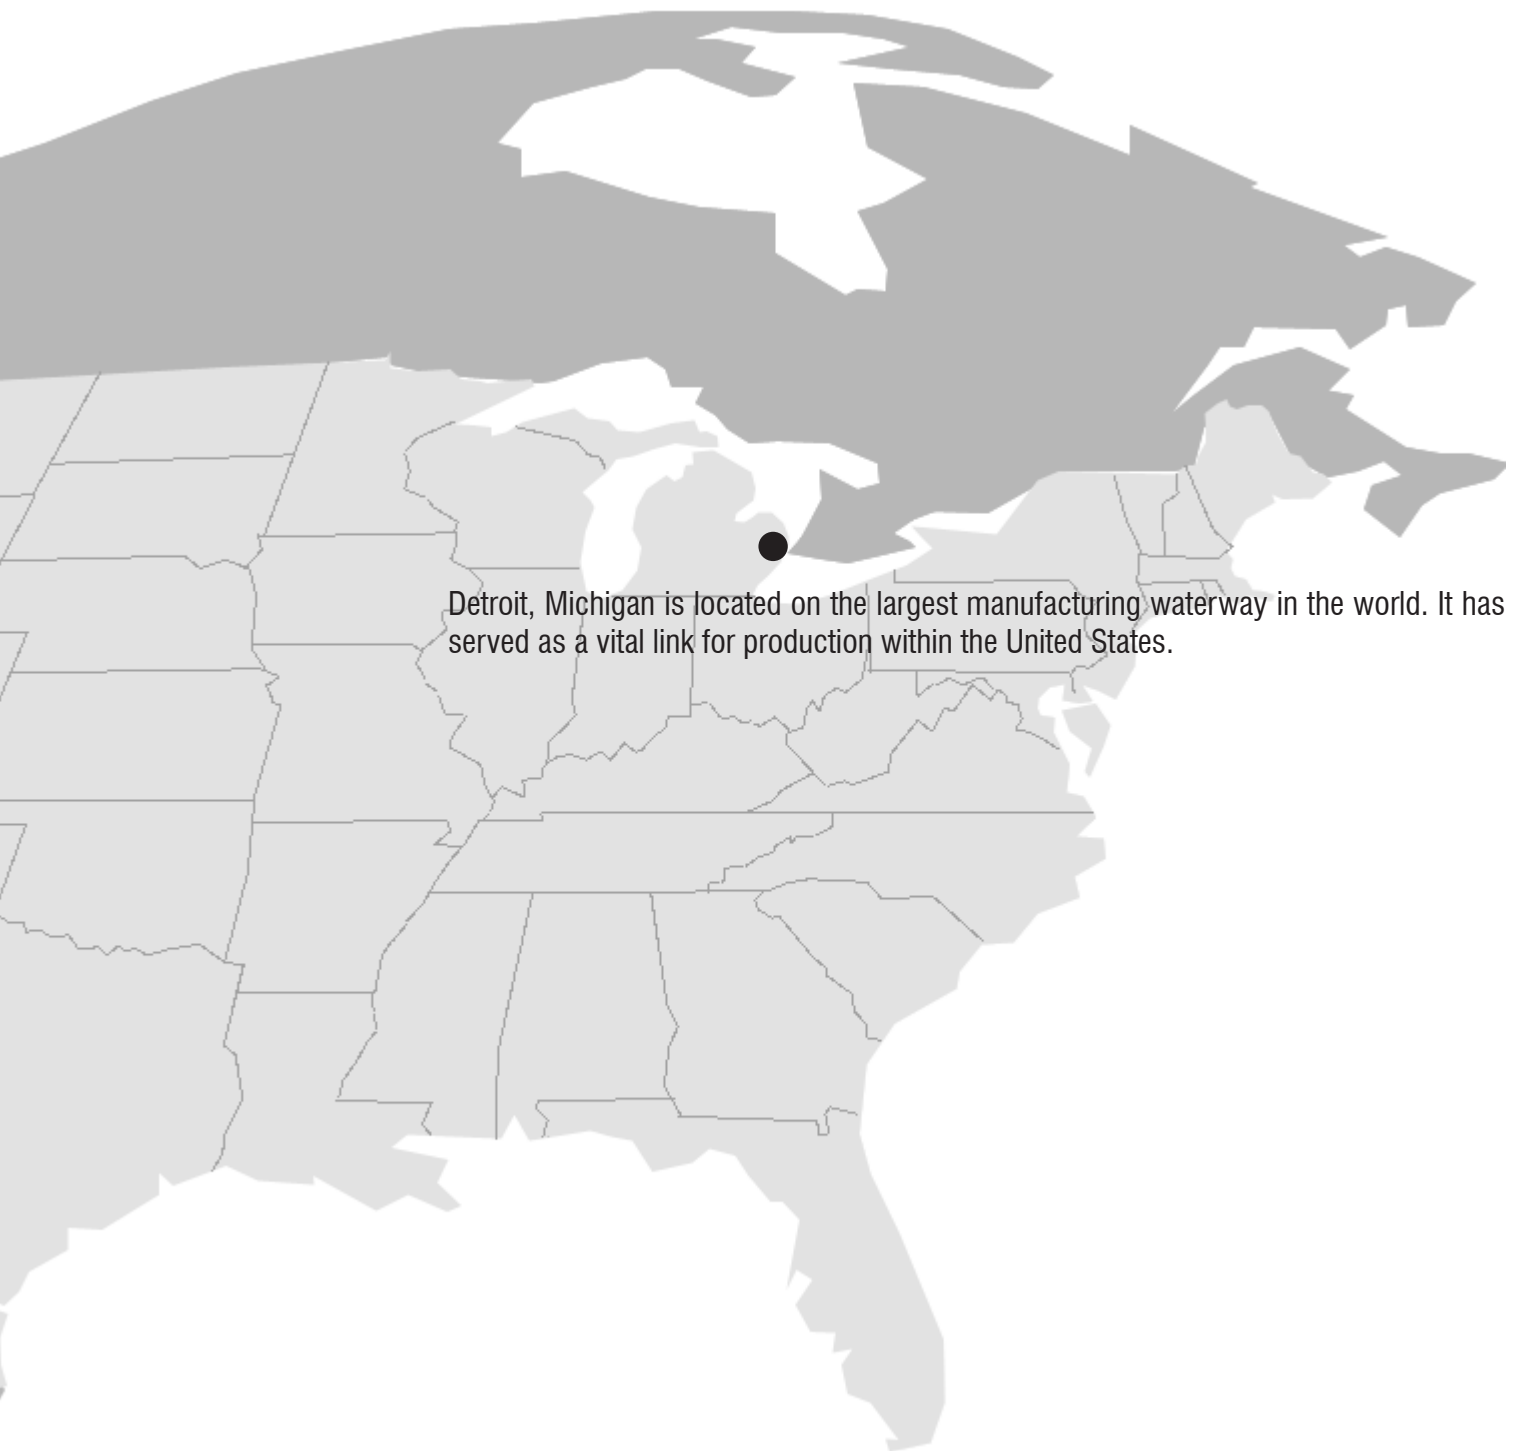 Detroit, Michigan is located on the largest manufacturing waterway in the world. It has
served as a vital link for production within the United States.